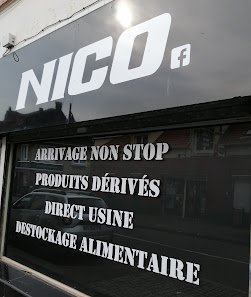 NICO
ARRIVAGE NON STOP
PRODUITS DÉRIVÉS
DIRECT USINE
DESTOCKAGE ALIMENTAIRE